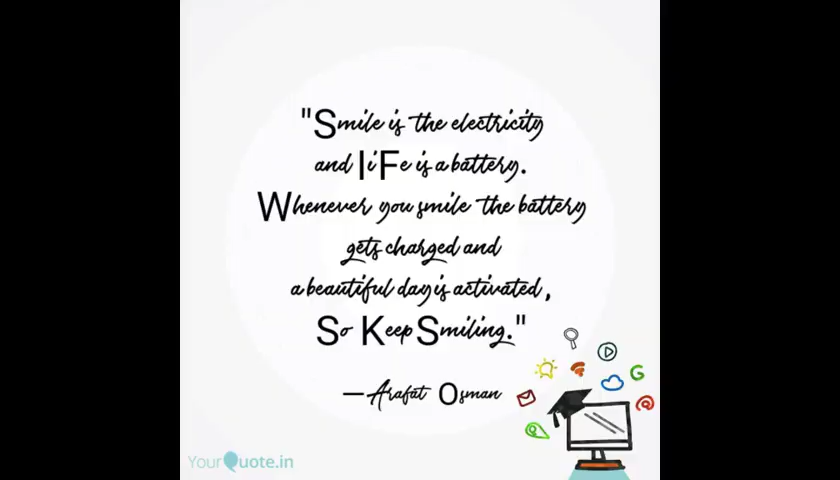 "Smile is the electricity
and liFe is a battery.
Whenever you smile the battery
gets charged and
a beautiful day is activated,
So Keep Smiling."
—Arafat Osman
YourQuote.in